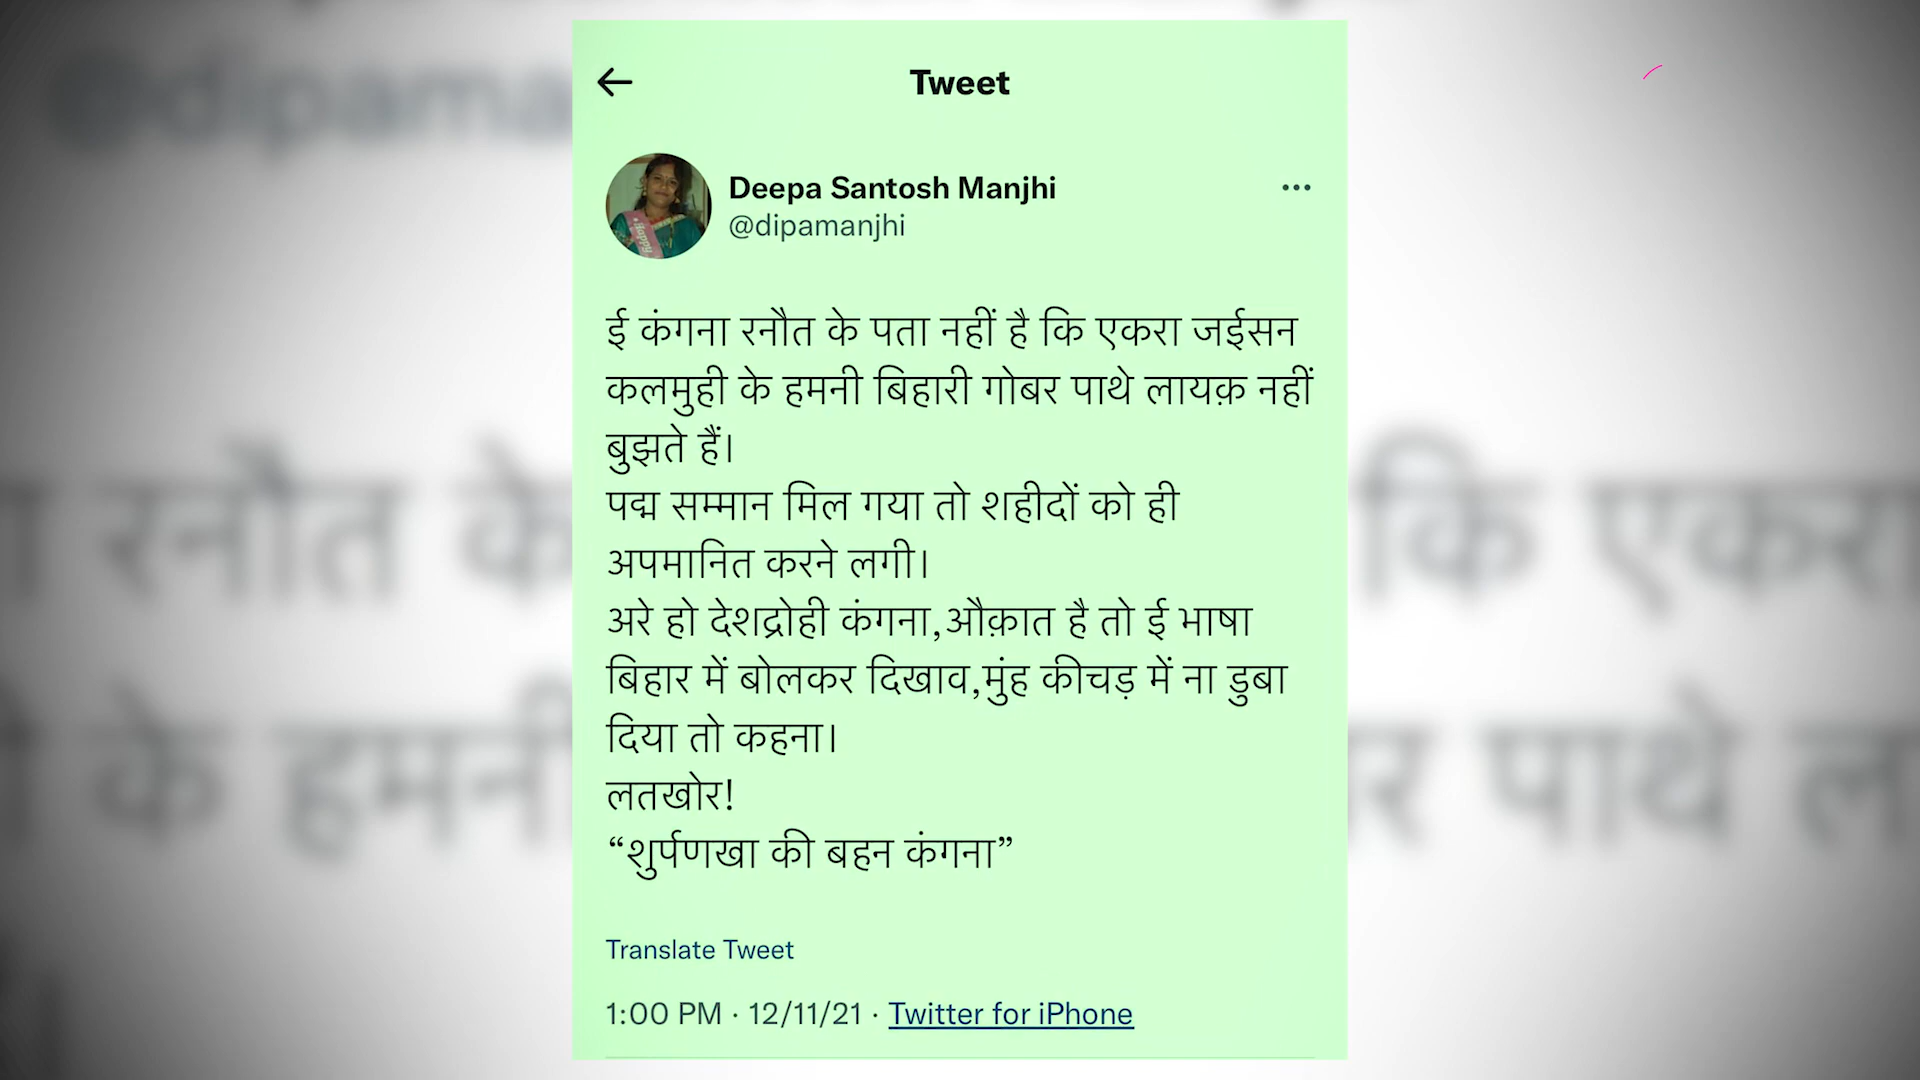 Tweet
Deepa Santosh Manjhi
@dipamanjhi
ई कंगना रनौत के पता नहीं है कि एकरा जईसन
कलमुही के हमनी बिहारी गोबर पाथे लायक़ नहीं
बुझते हैं।
पद्म सम्मान मिल गया तो शहीदों को ही
अपमानित करने लगी।
अरे हो देशद्रोही कंगना,औक़ात है तो ई भाषा
बिहार में बोलकर दिखाव,मुंह कीचड़ में ना डुबा
दिया तो कहना।
लतखोर!
“शुर्पणखा की बहन कंगना”
Translate Tweet
1:00 PM · 12/11/21 · Twitter for iPhone